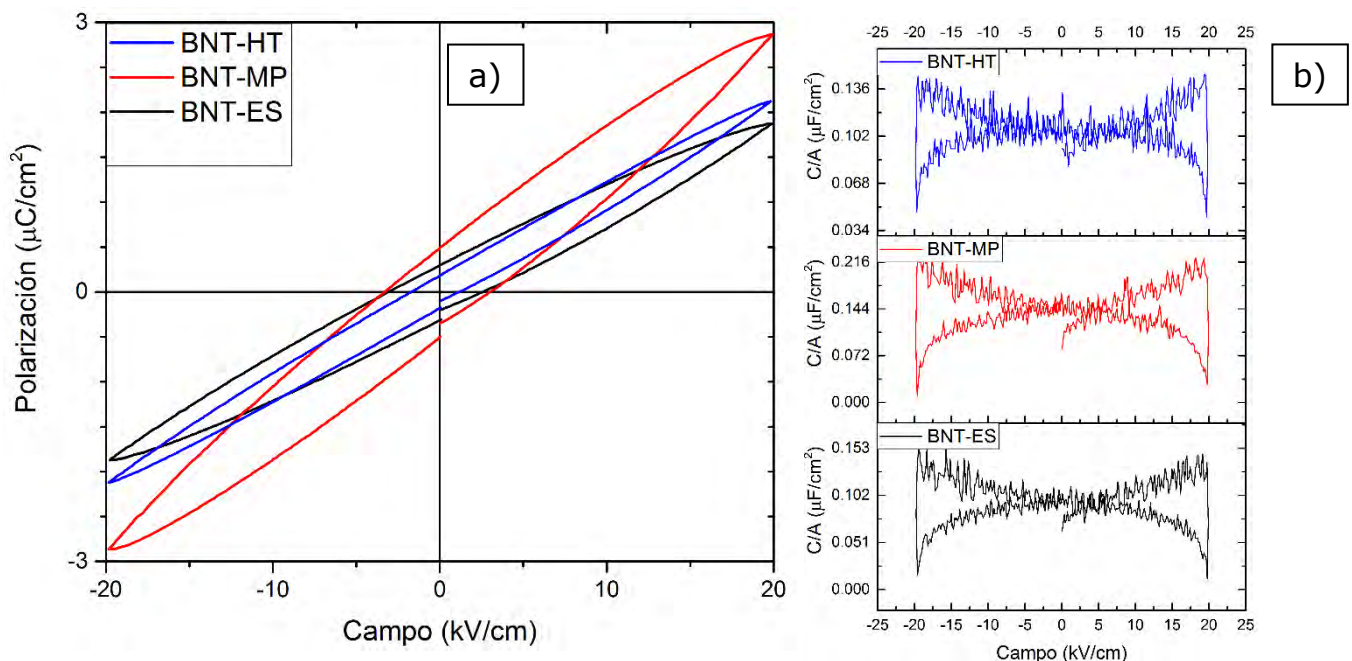 3
BNT-HT
BNT-MP
BNT-ES
a)
0
-3
-20 -10 0 10 20
Polarización (μC/cm²)
Campo (kV/cm)
-20 -15 -10 -5 0 5 10 15 20
b)
BNT-HT
0.136
0.102
0.068
0.034
C/A (μF/cm²)
BNT-MP
0.216
0.144
0.072
0.000
C/A (μF/cm²)
BNT-ES
0.153
0.102
0.051
0.000
C/A (μF/cm²)
-25 -20 -15 -10 -5 0 5 10 15 20 25
Campo (kV/cm)